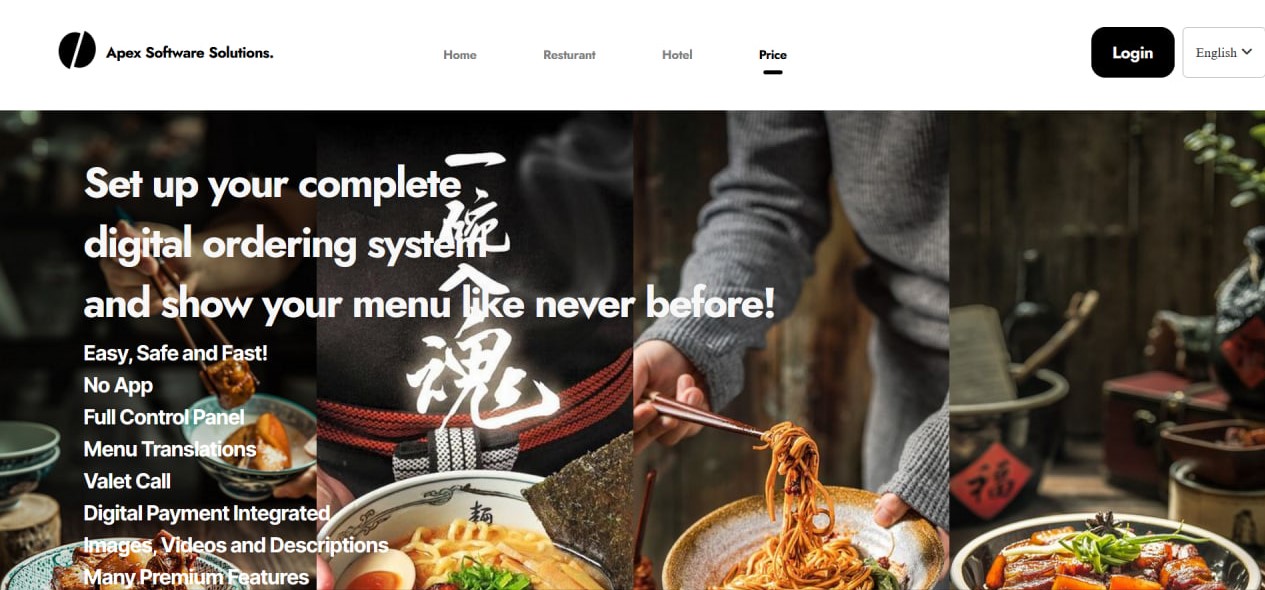 Apex Software Solutions.
Home
Resturant
Hotel
Price
Login
English
Set up your complete
digital ordering system
and show your menu like never before!
一碗入魂
Easy, Safe and Fast!
No App
Full Control Panel
Menu Translations
Valet Call
Digital Payment Integrated
Images, Videos and Descriptions
Many Premium Features
麺
福